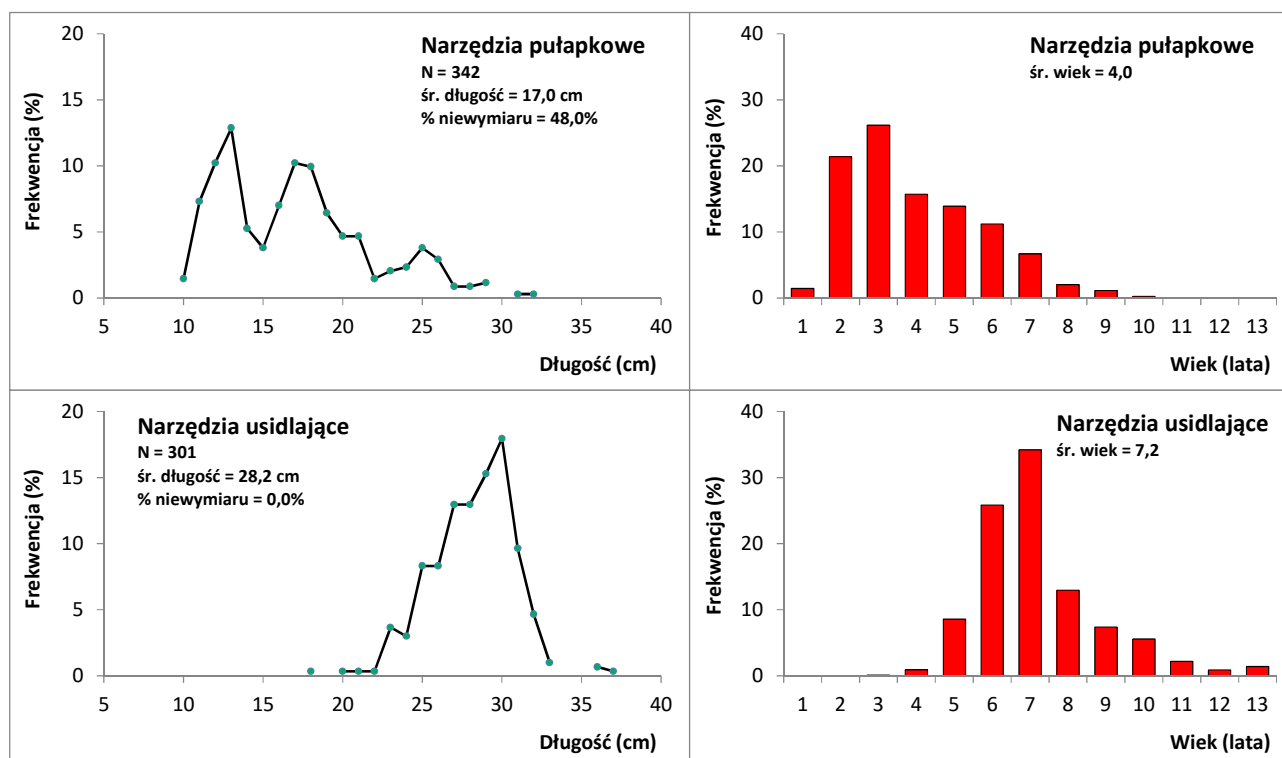 Narzędzia pułapkowe
N = 342
śr. długość = 17,0 cm
% niewymiaru = 48,0%
Frekwencja (%)
20
15
10
5
0
5 10 15 20 25 30 35 40
Długość (cm)
Narzędzia pułapkowe
śr. wiek = 4,0
Frekwencja (%)
40
30
20
10
0
1 2 3 4 5 6 7 8 9 10 11 12 13
Wiek (lata)
Narzędzia usidlające
N = 301
śr. długość = 28,2 cm
% niewymiaru = 0,0%
Frekwencja (%)
20
15
10
5
0
5 10 15 20 25 30 35 40
Długość (cm)
Narzędzia usidlające
śr. wiek = 7,2
Frekwencja (%)
40
30
20
10
0
1 2 3 4 5 6 7 8 9 10 11 12 13
Wiek (lata)